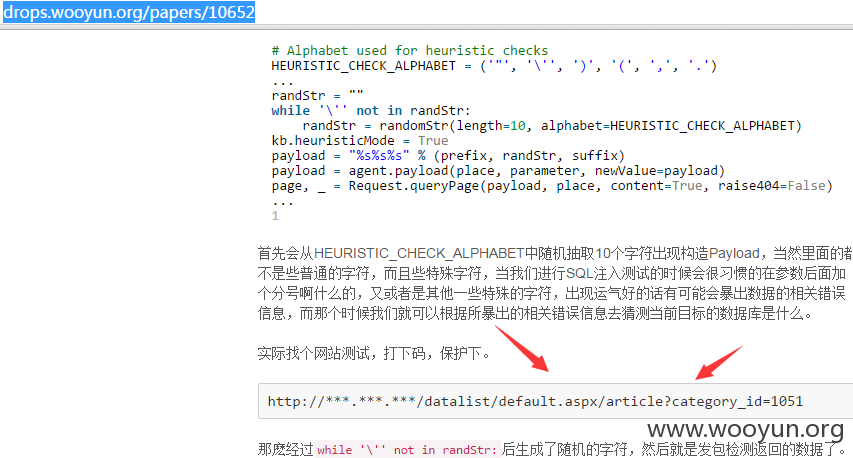 drops.wooyun.org/papers/10652
# Alphabet used for heuristic checks
HEURISTIC_CHECK_ALPHABET = ('"', '\'', ')', '(', ',', '.')
...
randStr = ""
while '\'' not in randStr:
    randStr = randomStr(length=10, alphabet=HEURISTIC_CHECK_ALPHABET)
kb.heuristicMode = True
payload = "%s%s%s" % (prefix, randStr, suffix)
payload = agent.payload(place, parameter, newValue=payload)
page, _ = Request.queryPage(payload, place, content=True, raise404=False)
...
1
首先会从HEURISTIC_CHECK_ALPHABET中随机抽取10个字符出现构造Payload，当然里面的都
不是些普通的字符，而且些特殊字符，当我们进行SQL注入测试的时候会很习惯的在参数后面加
个分号啊什么的，又或者是其他一些特殊的字符，出现运气好的话有可能会暴出数据的相关错误
信息，而那个时候我们就可以根据所暴出的相关错误信息去猜测当前目标的数据库是什么。
实际找个网站测试，打下码，保护下。
http://***.***.***/datalist/default.aspx/article?category_id=1051
www.wooyun.org
那麽经过while '\'' not in randStr:后生成了随机的字符，然后就是发包检测返回的数据了。